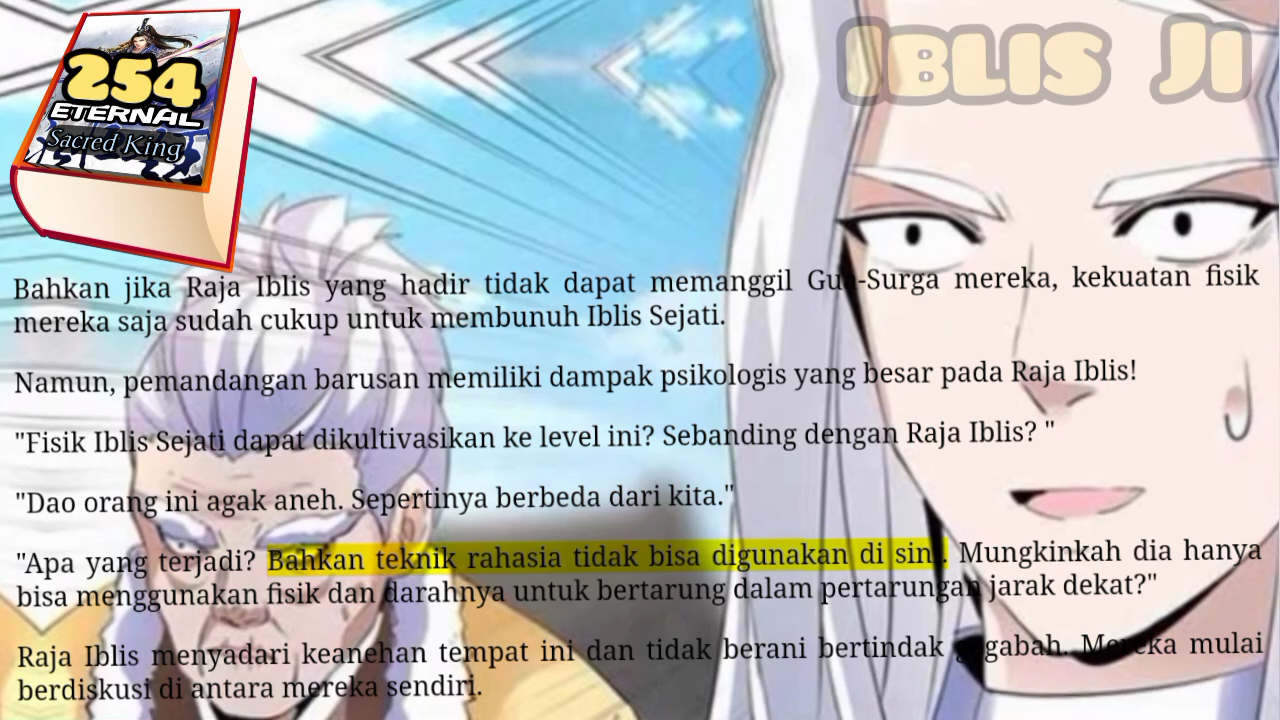 254
ETERNAL
Sacred King
IBLIS JI
Bahkan jika Raja Iblis yang hadir tidak dapat memanggil Gua-Surga mereka, kekuatan fisik
mereka saja sudah cukup untuk membunuh Iblis Sejati.
Namun, pemandangan barusan memiliki dampak psikologis yang besar pada Raja Iblis!
"Fisik Iblis Sejati dapat dikultivasikan ke level ini? Sebanding dengan Raja Iblis? "
"Dao orang ini agak aneh. Sepertinya berbeda dari kita."
"Apa yang terjadi? Bahkan teknik rahasia tidak bisa digunakan di sini. Mungkinkah dia hanya
bisa menggunakan fisik dan darahnya untuk bertarung dalam pertarungan jarak dekat?"
Raja Iblis menyadari keanehan tempat ini dan tidak berani bertindak gegabah. Mereka mulai
berdiskusi di antara mereka sendiri.